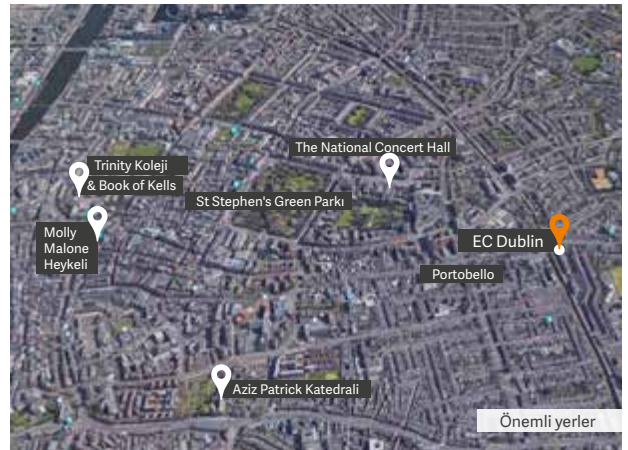 The National Concert Hall
Trinity Koleji
& Book of Kells
St Stephen's Green Parkı
Molly
Malone
Heykeli
EC Dublin
Portobello
Aziz Patrick Katedrali
Önemli yerler